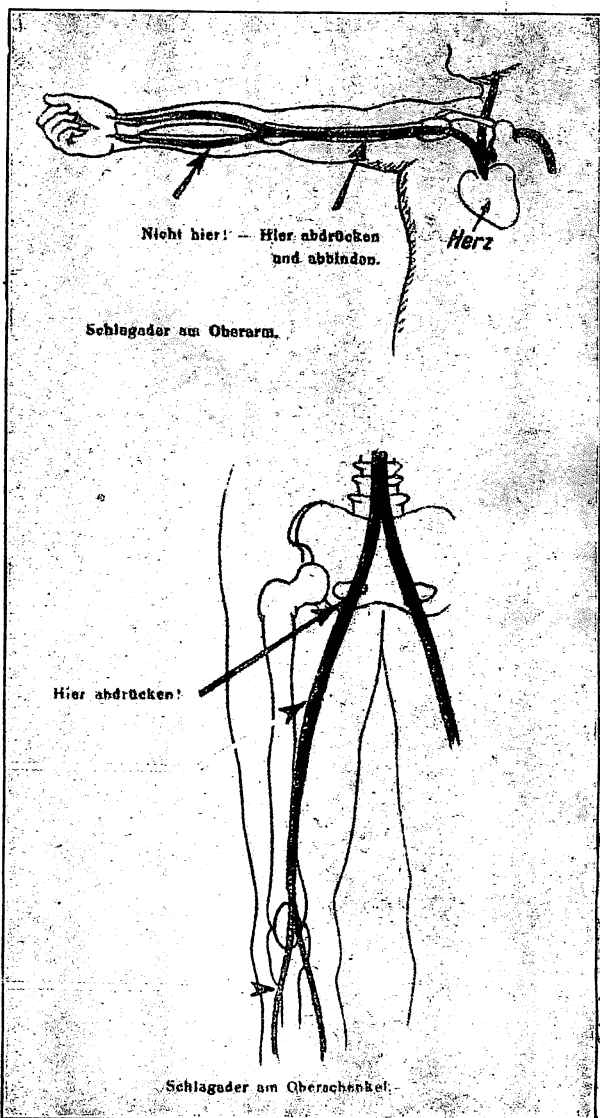 Nicht hier! – Hier abdrücken
und abbinden.
Herz
Schlagader am Oberarm.
Hier abdrücken!
Schlagader am Oberschenkel.